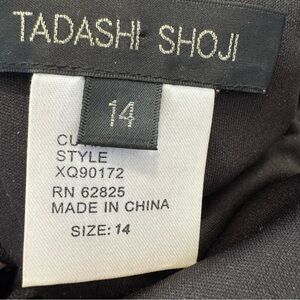 TADASHI SHOJI
14
STYLE
XQ90172
RN 62825
MADE IN CHINA
SIZE: 14